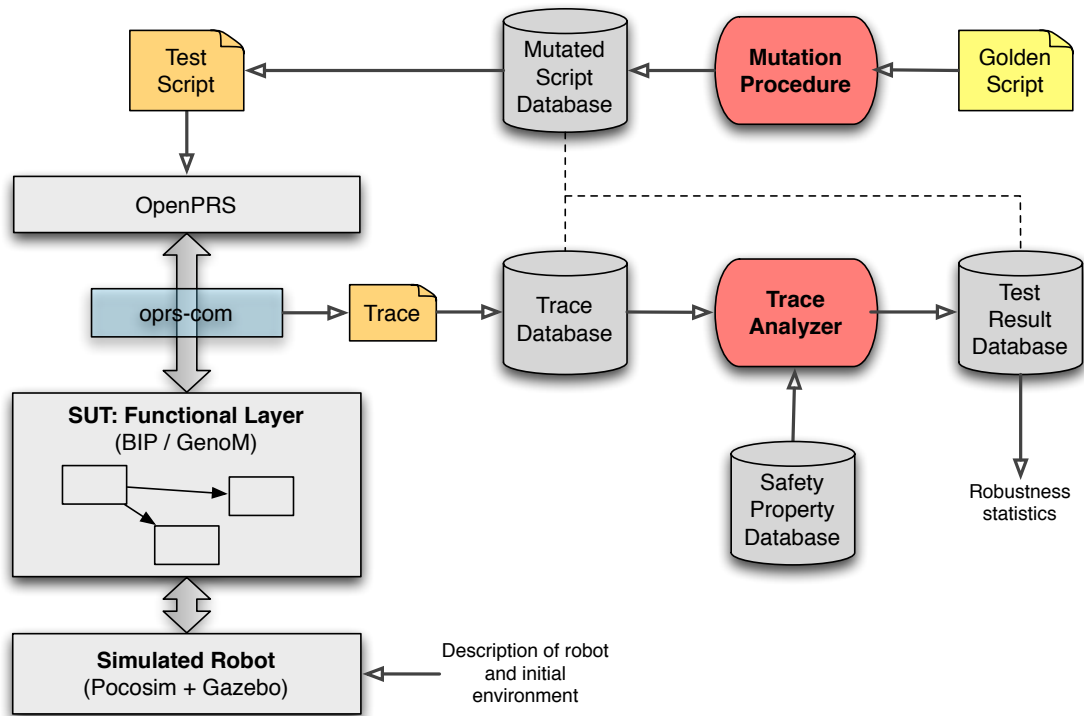 Test
Script
Mutated
Script
Database
Mutation
Procedure
Golden
Script
OpenPRS
oprs-com
Trace
Trace
Database
Trace
Analyzer
Test
Result
Database
SUT: Functional Layer
(BIP / GenoM)
Safety
Property
Database
Robustness
statistics
Simulated Robot
(Pocosim + Gazebo)
Description of robot
and initial
environment